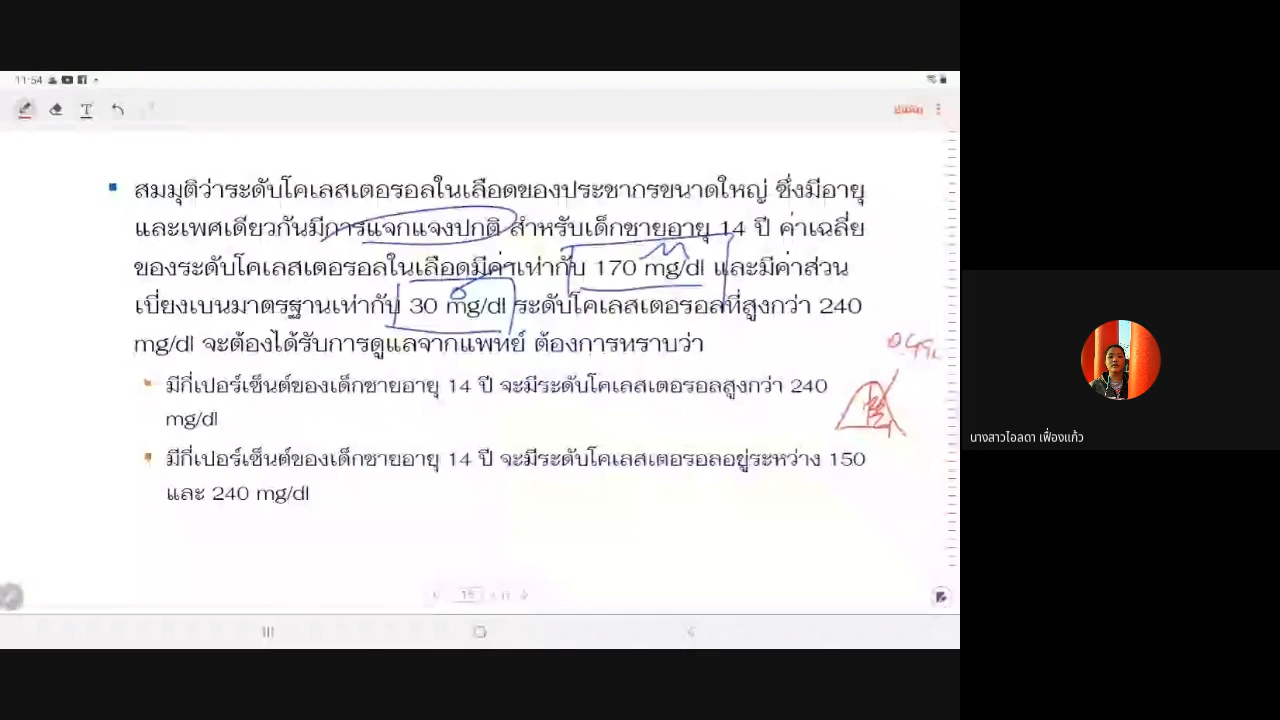 11:54
T
สมมุติว่าระดับโคเลสเตอรอลในเลือดของประชากรขนาดใหญ่ ซึ่งมีอายุ
และเพศเดียวกันมีการแจกแจงปกติ สำหรับเด็กชายอายุ 14 ปี ค่าเฉลี่ย
ของระดับโคเลสเตอรอลในเลือดมีค่าเท่ากับ 170 mg/dl และมีค่าส่วน
เบี่ยงเบนมาตรฐานเท่ากับ 30 mg/dl ระดับโคเลสเตอรอลที่สูงกว่า 240
mg/dl จะต้องได้รับการดูแลจากแพทย์ ต้องการทราบว่า
มีกี่เปอร์เซ็นต์ของเด็กชายอายุ 14 ปี จะมีระดับโคเลสเตอรอลสูงกว่า 240
mg/dl
มีกี่เปอร์เซ็นต์ของเด็กชายอายุ 14 ปี จะมีระดับโคเลสเตอรอลอยู่ระหว่าง 150
และ 240 mg/dl
นางสาวไอลดา เฟื่องแก้ว